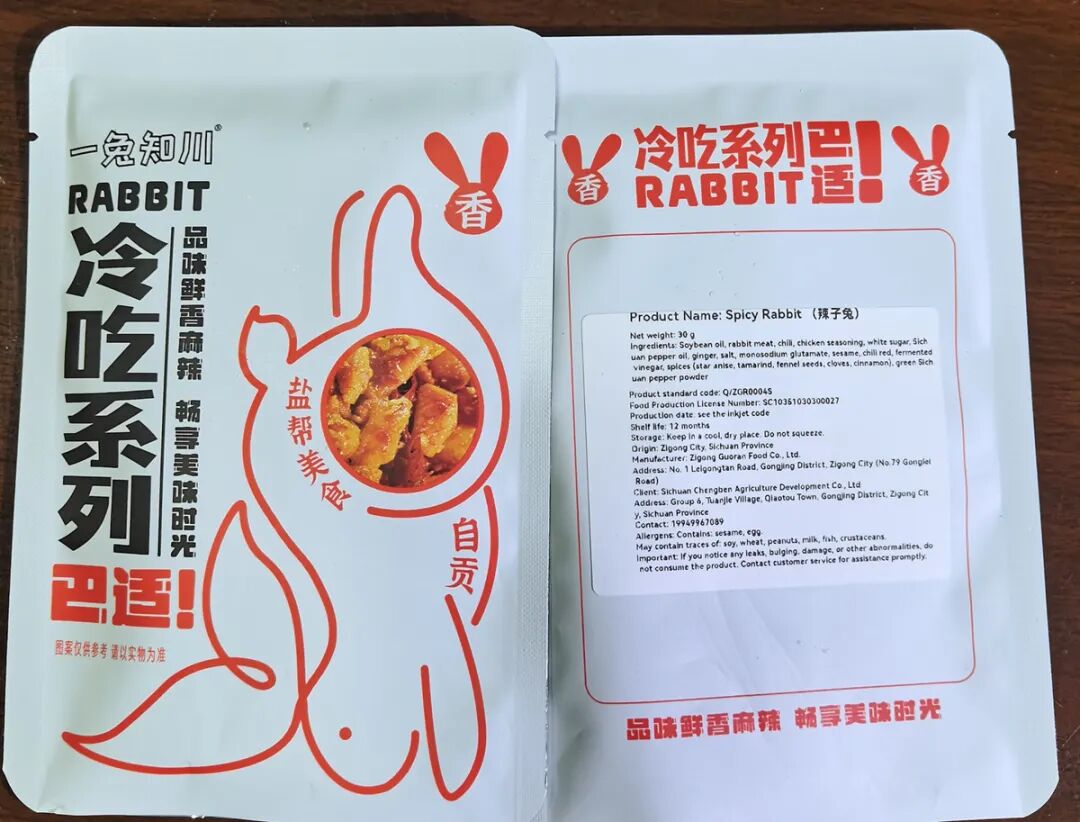 一兔知川®
RABBIT
冷吃系列
品味鲜香麻辣 畅享美味时光
巴适!
图案仅供参考 请以实物为准
香
盐帮美食
自贡
香
冷吃系列巴适!
RABBIT
香
Product Name: Spicy Rabbit （辣子兔）
Net weight: 30 g
Ingredients: Soybean oil, rabbit meat, chili, chicken seasoning, white sugar, Sich
uan pepper oil, ginger, salt, monosodium glutamate, sesame, chili red, fermented
vinegar, spices (star anise, tamarind, fennel seeds, cloves, cinnamon), green Sich
uan pepper powder
Product standard code: Q/ZGR0004S
Food Production License Number: SC10351030300027
Production date: see the inkjet code
Shelf life: 12 months
Storage: Keep in a cool, dry place. Do not squeeze.
Origin: Zigong City, Sichuan Province
Manufacturer: Zigong Guoran Food Co., Ltd.
Address: No. 1 Leigongtan Road, Gongjing District, Zigong City (No.79 Gonglei
Road)
Client: Sichuan Chengben Agriculture Development Co., Ltd
Address: Group 6, Tuanjie Village, Qiaotou Town, Gongjing District, Zigong Cit
y, Sichuan Province
Contact: 19949967089
Allergens: Contains: sesame, egg.
May contain traces of: soy, wheat, peanuts, milk, fish, crustaceans.
Important: If you notice any leaks, bulging, damage, or other abnormalities, do
not consume the product. Contact customer service for assistance promptly.
品味鲜香麻辣 畅享美味时光